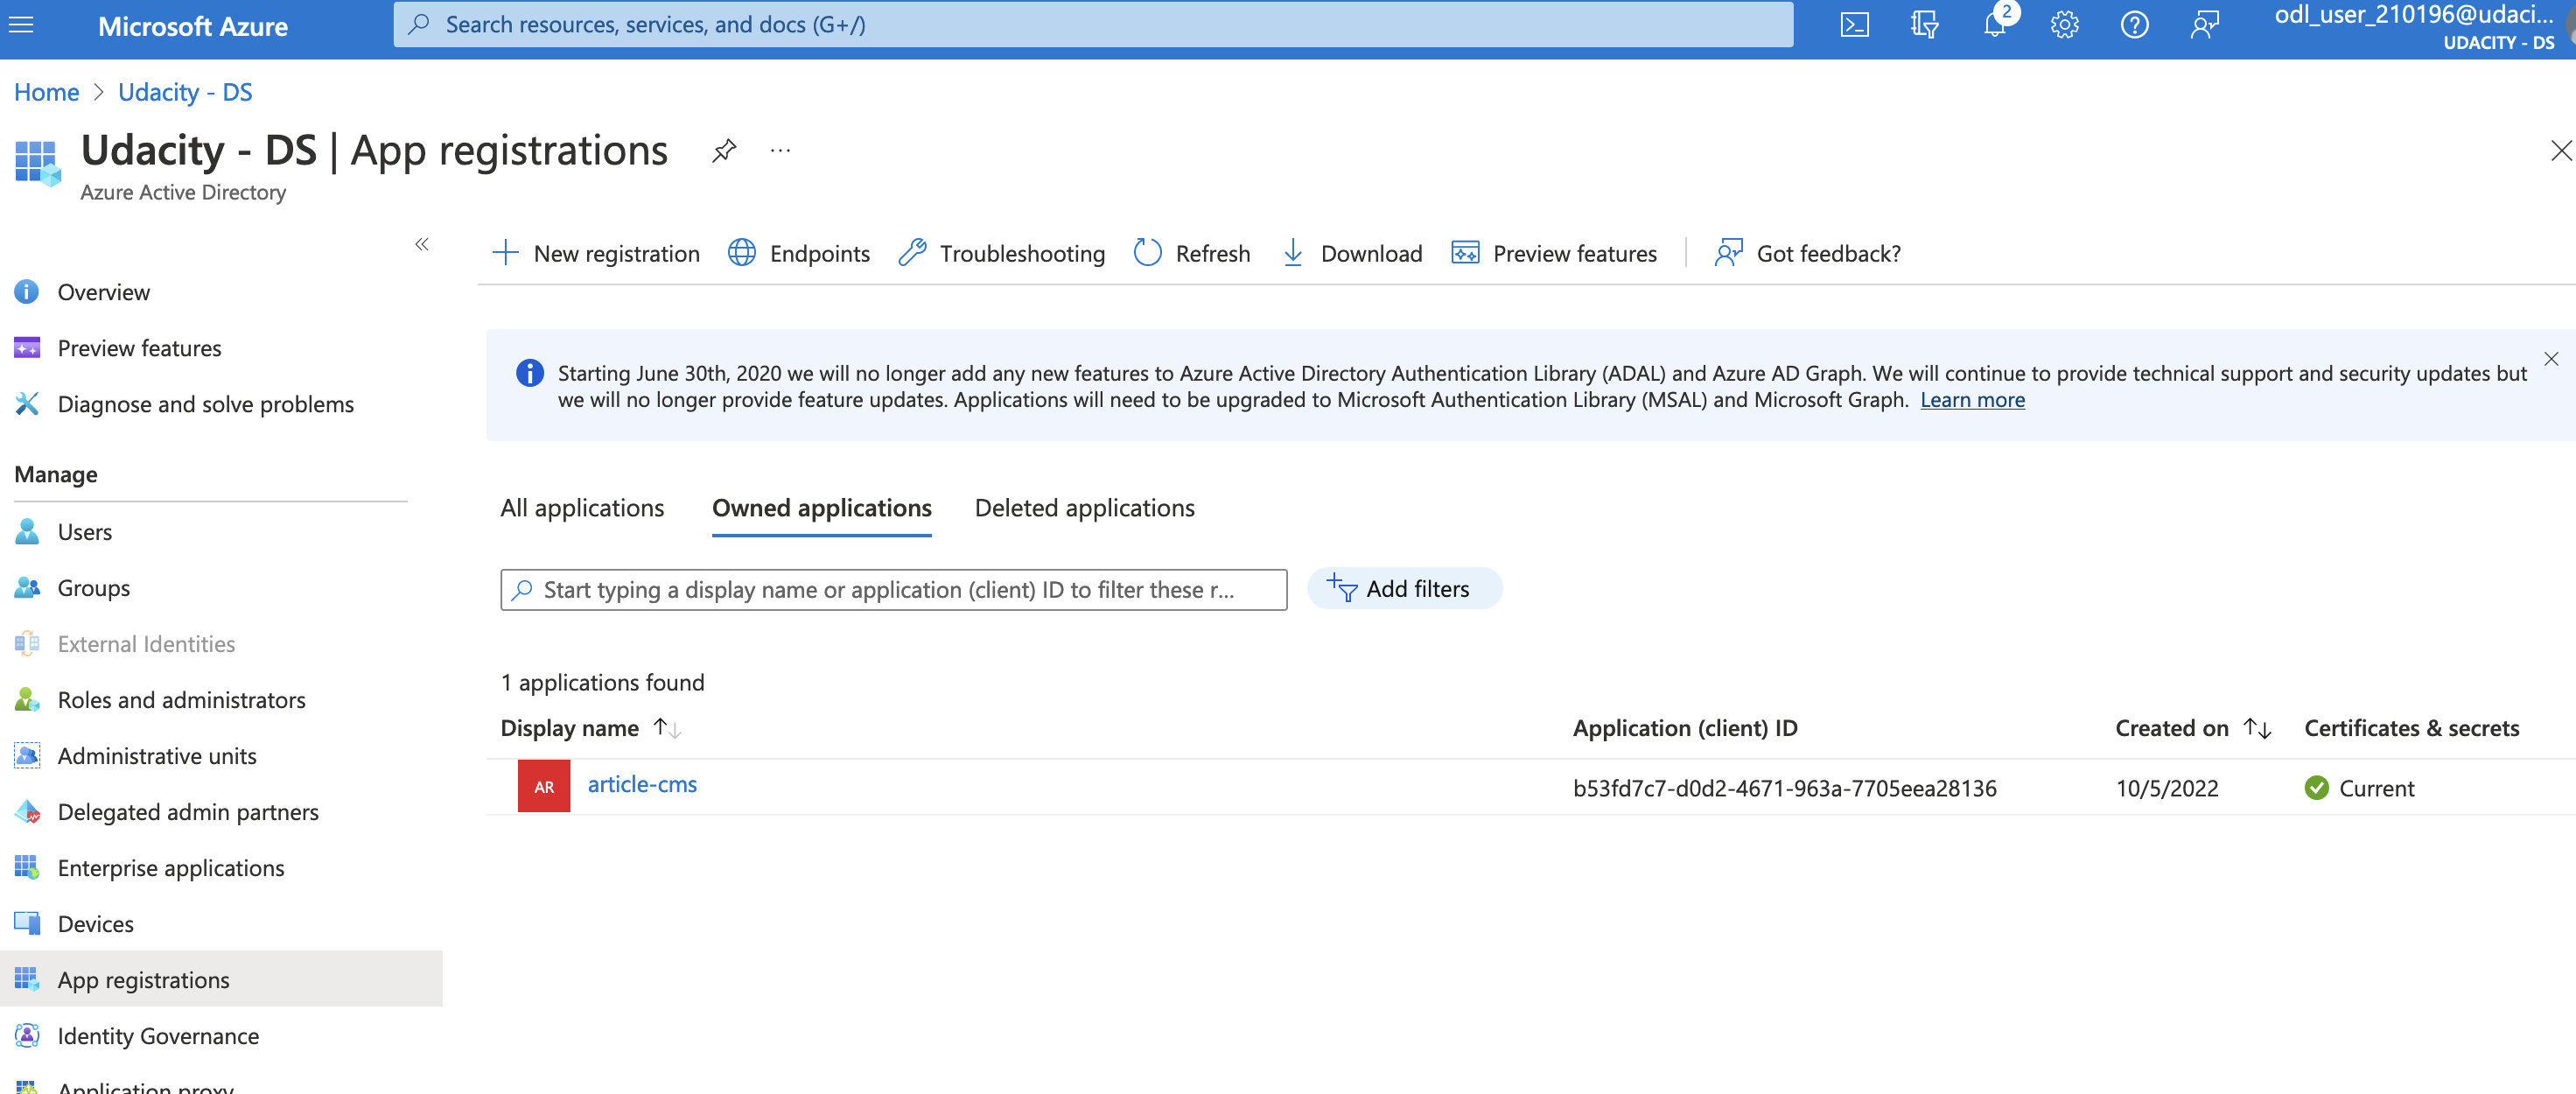 Microsoft Azure
Search resources, services, and docs (G+/)
2
odl_user_210196@udaci...
UDACITY - DS
Home > Udacity - DS
Udacity - DS | App registrations
...
Azure Active Directory
«
New registration
Endpoints
Troubleshooting
Refresh
Download
Preview features
Got feedback?
Overview
Preview features
Diagnose and solve problems
Manage
Users
Groups
External Identities
Roles and administrators
Administrative units
Delegated admin partners
Enterprise applications
Devices
App registrations
Identity Governance
Application proxy
Starting June 30th, 2020 we will no longer add any new features to Azure Active Directory Authentication Library (ADAL) and Azure AD Graph. We will continue to provide technical support and security updates but
we will no longer provide feature updates. Applications will need to be upgraded to Microsoft Authentication Library (MSAL) and Microsoft Graph. Learn more
All applications
Owned applications
Deleted applications
Start typing a display name or application (client) ID to filter these r...
Add filters
1 applications found
Display name
Application (client) ID
Created on
Certificates & secrets
AR
article-cms
b53fd7c7-d0d2-4671-963a-7705eea28136
10/5/2022
Current